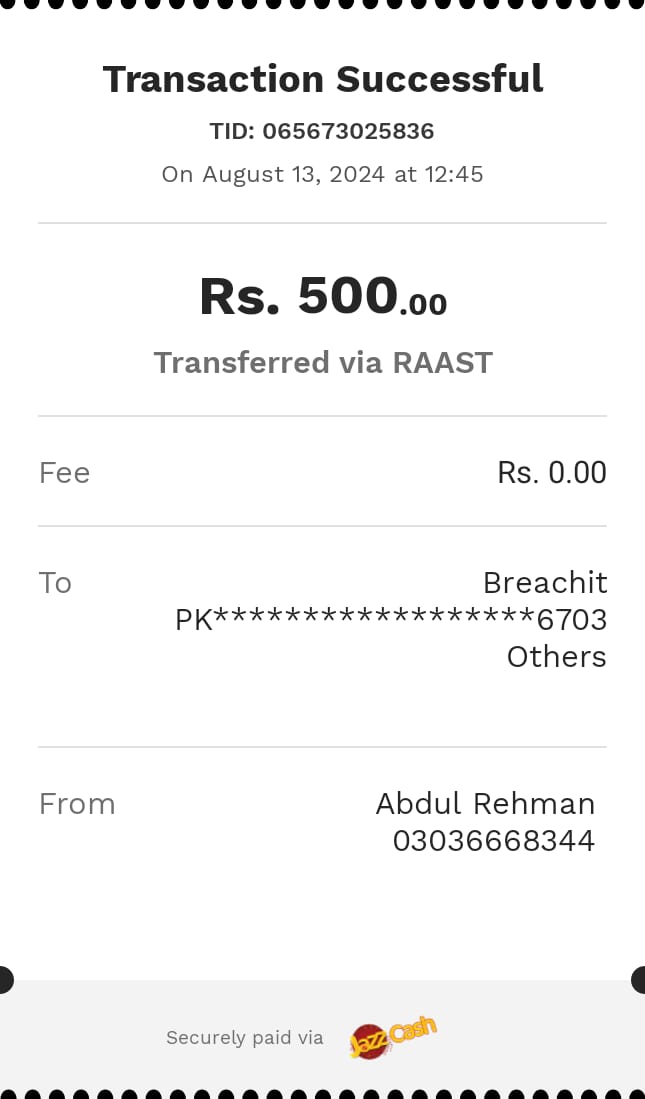 Transaction Successful
TID: 065673025836
On August 13, 2024 at 12:45
Rs. 500.00
Transferred via RAAST
Fee Rs. 0.00
To Breachit
PK******************6703
Others
From Abdul Rehman
03036668344
Securely paid via JazzCash